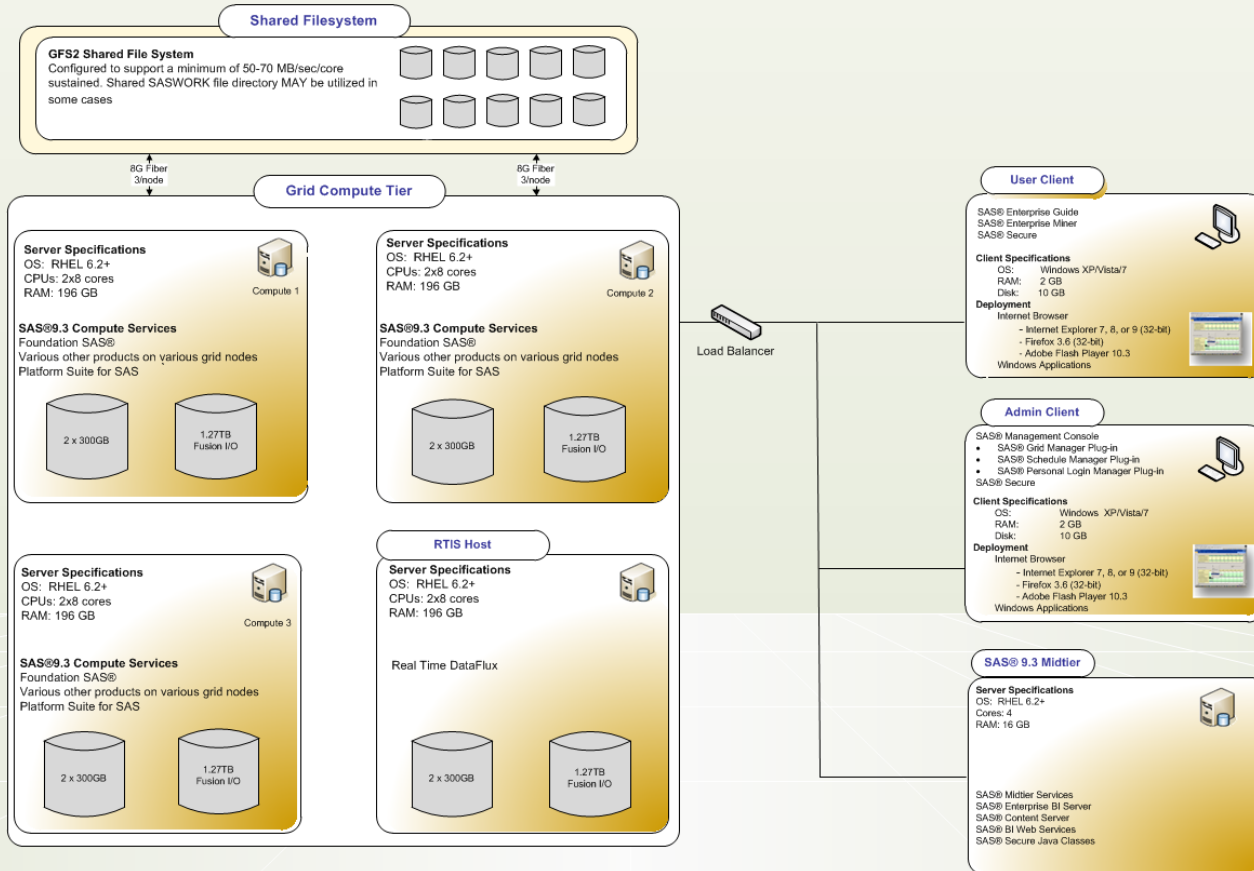 Shared Filesystem
GFS2 Shared File System
Configured to support a minimum of 50-70 MB/sec/core
sustained. Shared SASWORK file directory MAY be utilized in
some cases
8G Fiber
3/node
8G Fiber
3/node
Grid Compute Tier
Server Specifications
OS: RHEL 6.2+
CPUs: 2x8 cores
RAM: 196 GB
Compute 1
SAS®9.3 Compute Services
Foundation SAS®
Various other products on various grid nodes
Platform Suite for SAS
2 x 300GB
1.27TB
Fusion I/O
Server Specifications
OS: RHEL 6.2+
CPUs: 2x8 cores
RAM: 196 GB
Compute 2
SAS®9.3 Compute Services
Foundation SAS®
Various other products on various grid nodes
Platform Suite for SAS
2 x 300GB
1.27TB
Fusion I/O
Server Specifications
OS: RHEL 6.2+
CPUs: 2x8 cores
RAM: 196 GB
Compute 3
SAS®9.3 Compute Services
Foundation SAS®
Various other products on various grid nodes
Platform Suite for SAS
2 x 300GB
1.27TB
Fusion I/O
RTIS Host
Server Specifications
OS: RHEL 6.2+
CPUs: 2x8 cores
RAM: 196 GB
Real Time DataFlux
2 x 300GB
1.27TB
Fusion I/O
Load Balancer
User Client
SAS® Enterprise Guide
SAS® Enterprise Miner
SAS® Secure
Client Specifications
OS: Windows XP/Vista/7
RAM: 2 GB
Disk: 10 GB
Deployment
Internet Browser
- Internet Explorer 7, 8, or 9 (32-bit)
- Firefox 3.6 (32-bit)
- Adobe Flash Player 10.3
Windows Applications
Admin Client
SAS® Management Console
• SAS® Grid Manager Plug-in
• SAS® Schedule Manager Plug-in
• SAS® Personal Login Manager Plug-in
SAS® Secure
Client Specifications
OS: Windows XP/Vista/7
RAM: 2 GB
Disk: 10 GB
Deployment
Internet Browser
- Internet Explorer 7, 8, or 9 (32-bit)
- Firefox 3.6 (32-bit)
- Adobe Flash Player 10.3
Windows Applications
SAS® 9.3 Midtier
Server Specifications
OS: RHEL 6.2+
Cores: 4
RAM: 16 GB
SAS® Midtier Services
SAS® Enterprise BI Server
SAS® Content Server
SAS® BI Web Services
SAS® Secure Java Classes